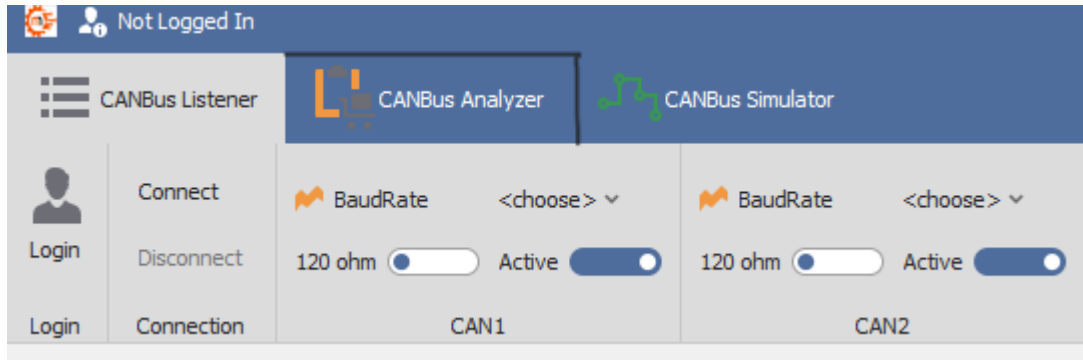 Not Logged In
CANBus Listener
CANBus Analyzer
CANBus Simulator
Login
Connect
Disconnect
BaudRate <choose>
120 ohm Active
BaudRate <choose>
120 ohm Active
Login
Connection
CAN1
CAN2